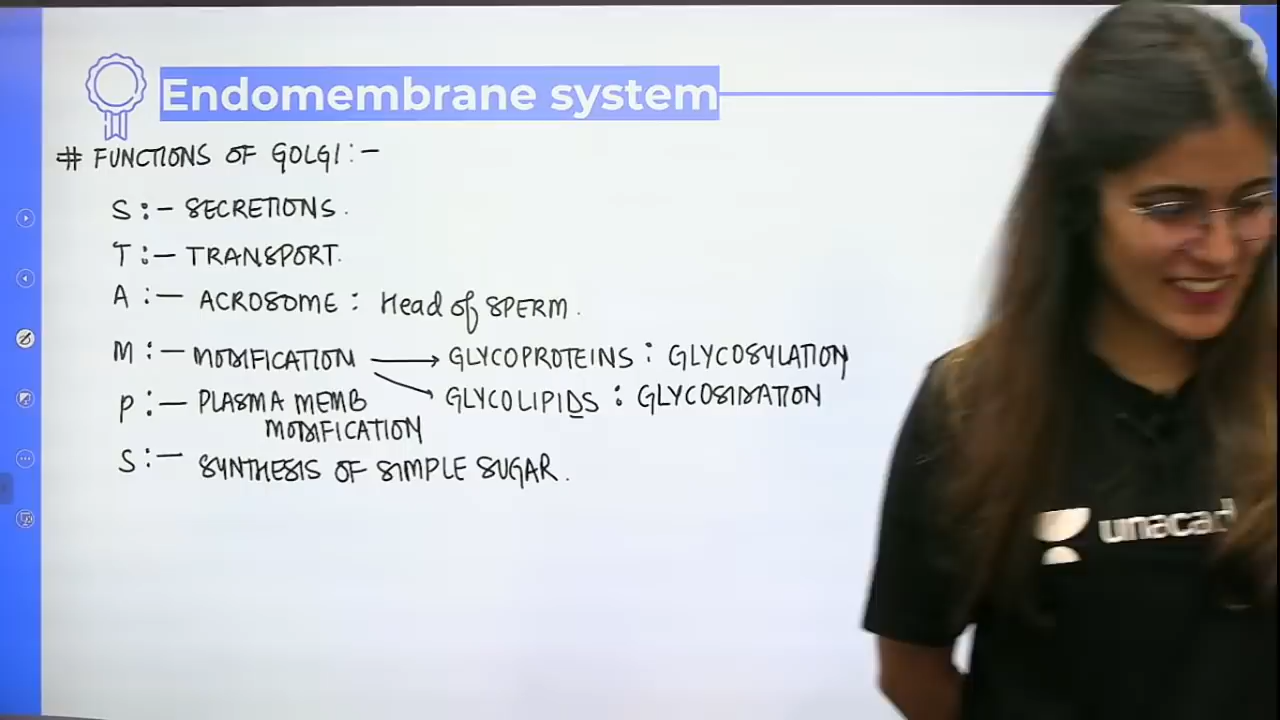 Endomembrane system
# FUNCTIONS OF GOLGI :-
S :- SECRETIONS.
T :- TRANSPORT.
A :- ACROSOME : Head of SPERM.
M :- MODIFICATION → GLYCOPROTEINS : GLYCOSYLATION
→ GLYCOLIPIDS : GLYCOSIDATION
P :- PLASMA MEMB
MODIFICATION
S :- SYNTHESIS OF SIMPLE SUGAR.
unacad